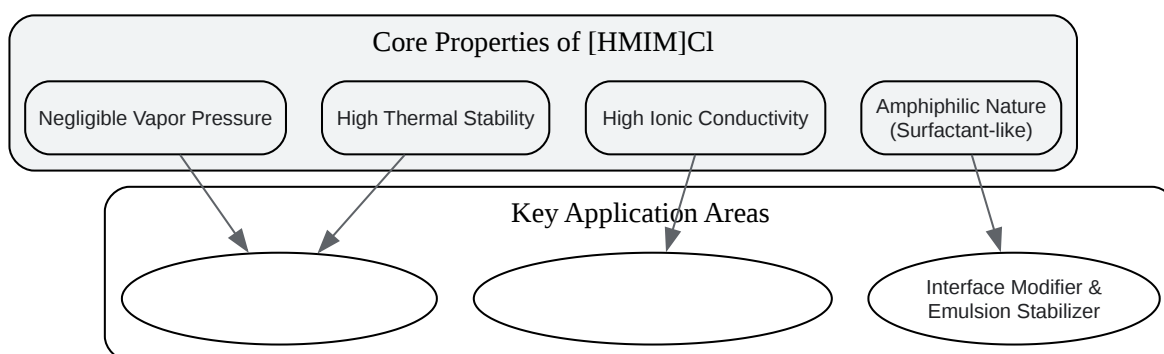 Core Properties of [HMIM]Cl
Negligible Vapor Pressure
High Thermal Stability
High Ionic Conductivity
Amphiphilic Nature
(Surfactant-like)
Key Application Areas
Interface Modifier &
Emulsion Stabilizer